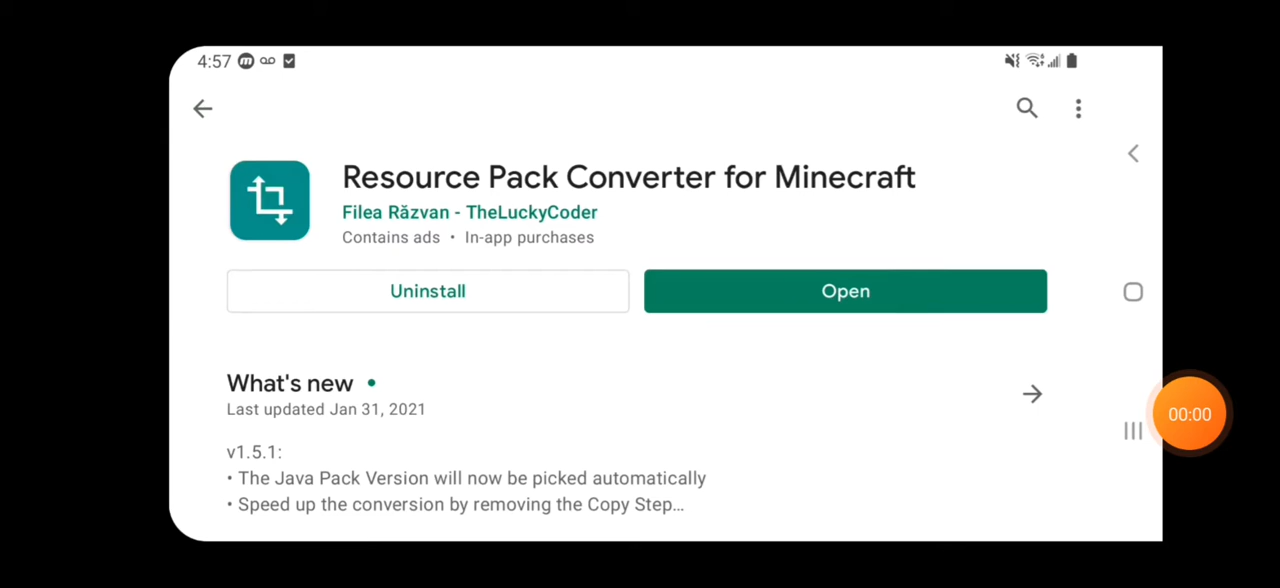 4:57
Resource Pack Converter for Minecraft
Filea Răzvan - TheLuckyCoder
Contains ads • In-app purchases
Uninstall
Open
What's new •
Last updated Jan 31, 2021
v1.5.1:
• The Java Pack Version will now be picked automatically
• Speed up the conversion by removing the Copy Step...
00:00